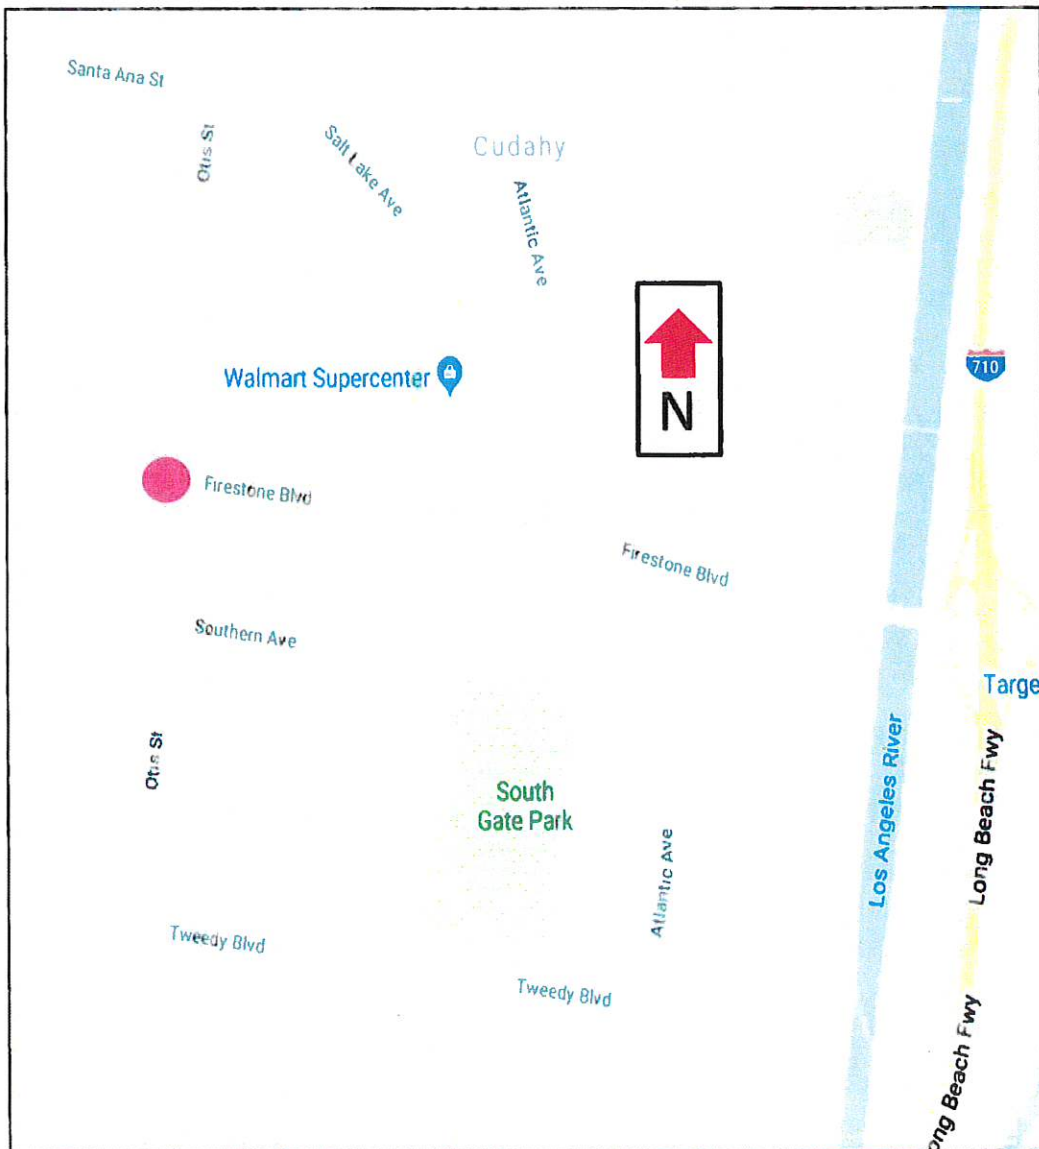 Santa Ana St
Otis St
Salt Lake Ave
Cudahy
Atlantic Ave
Walmart Supercenter
N
710
Firestone Blvd
Firestone Blvd
Southern Ave
Targe
Otis St
South
Gate Park
Los Angeles River
Long Beach Fwy
Atlantic Ave
Tweedy Blvd
Tweedy Blvd
ong Beach Fwy